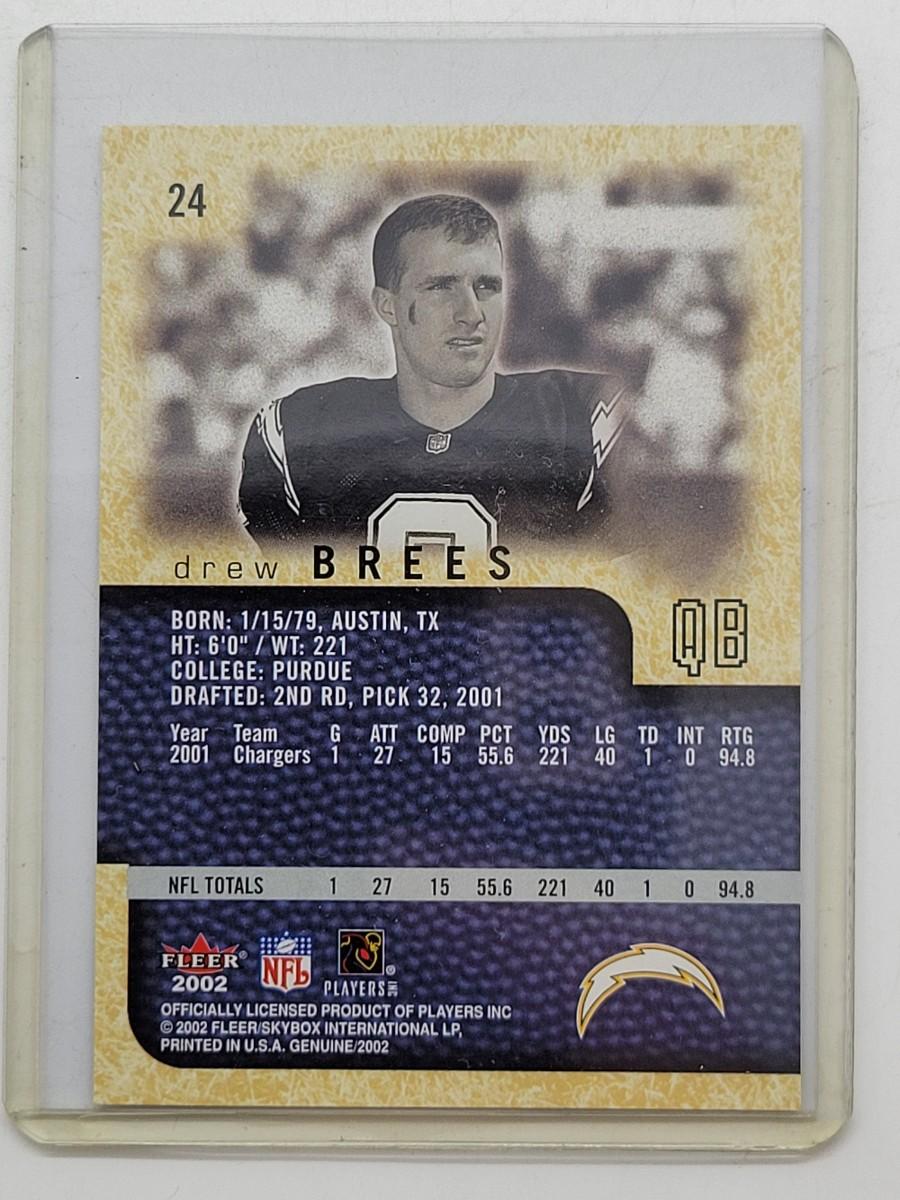 24
drew BREES
QB
BORN: 1/15/79, AUSTIN, TX
HT: 6'0" / WT: 221
COLLEGE: PURDUE
DRAFTED: 2ND RD, PICK 32, 2001
Year Team G ATT COMP PCT YDS LG TD INT RTG
2001 Chargers 1 27 15 55.6 221 40 1 0 94.8
NFL TOTALS 1 27 15 55.6 221 40 1 0 94.8
FLEER® NFL ®
2002 PLAYERS INC
OFFICIALLY LICENSED PRODUCT OF PLAYERS INC
© 2002 FLEER/SKYBOX INTERNATIONAL LP,
PRINTED IN U.S.A. GENUINE/2002